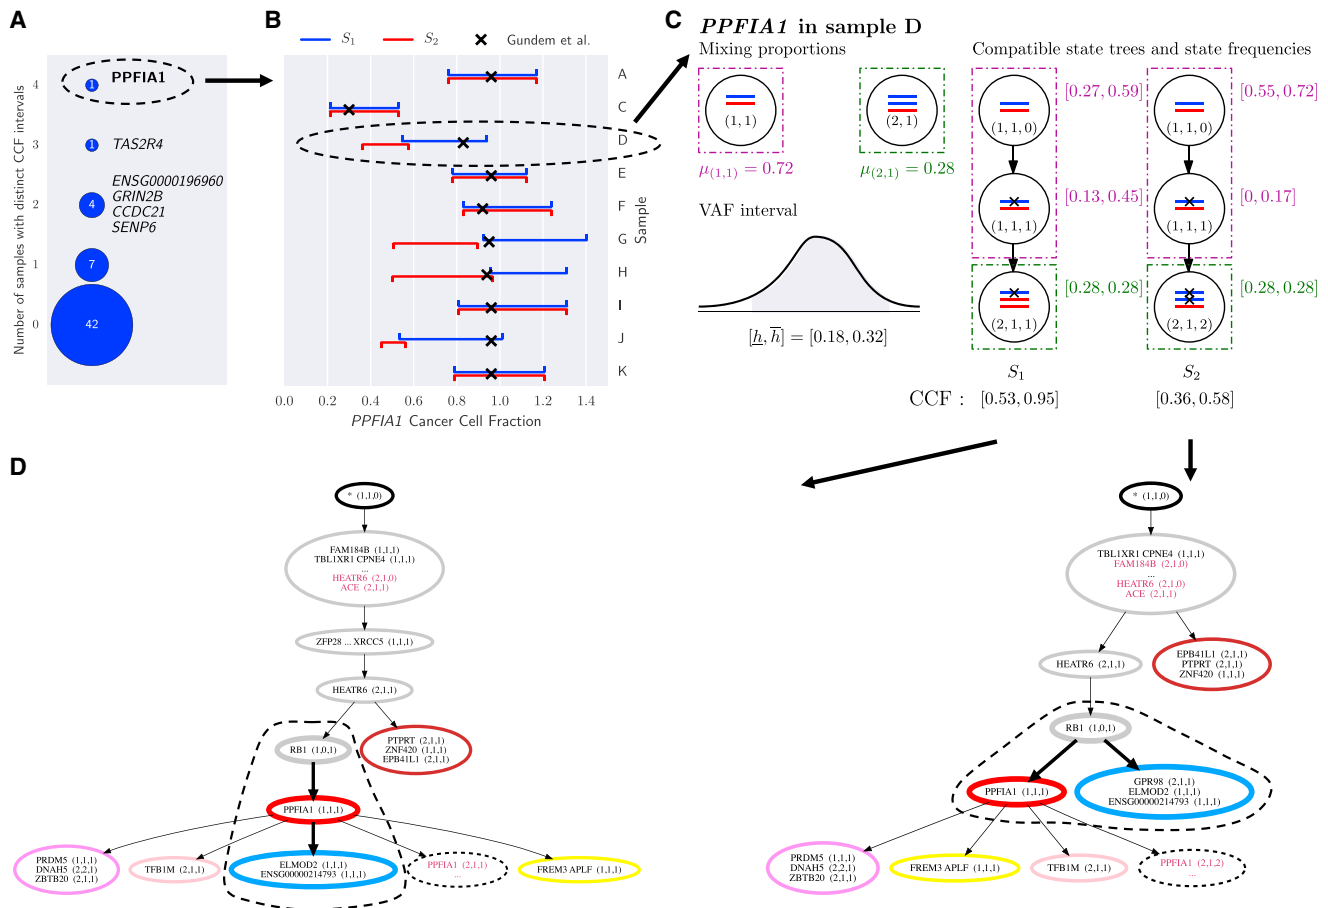 A
Number of samples with distinct CCF intervals
4
3
2
1
0
1
PPFIA1
1
TAS2R4
4
ENSG0000196960
GRIN2B
CCDC21
SENP6
7
42
B
S1 S2 Gundem et al.
A
C
D
E
F
G
H
I
J
K
Sample
0.0 0.2 0.4 0.6 0.8 1.0 1.2 1.4
PPFIA1 Cancer Cell Fraction
C
PPFIA1 in sample D
Mixing proportions
(1, 1)
(2, 1)
μ(1,1) = 0.72
μ(2,1) = 0.28
VAF interval
[h, h] = [0.18, 0.32]
Compatible state trees and state frequencies
(1, 1, 0)
[0.27, 0.59]
(1, 1, 0)
[0.55, 0.72]
(1, 1, 1)
[0.13, 0.45]
(1, 1, 1)
[0, 0.17]
(2, 1, 1)
[0.28, 0.28]
(2, 1, 2)
[0.28, 0.28]
S1 S2
CCF : [0.53, 0.95] [0.36, 0.58]
D
* (1,1,0)
FAM184B (1,1,1)
TBL1XR1 CPNE4 (1,1,1)
...
HEATR6 (2,1,0)
ACE (2,1,1)
ZFP28 ... XRCC5 (1,1,1)
HEATR6 (2,1,1)
RB1 (1,0,1)
PTPRT (2,1,1)
ZNF420 (1,1,1)
EPB41L1 (2,1,1)
PPFIA1 (1,1,1)
PRDM5 (1,1,1)
DNAH5 (2,2,1)
ZBTB20 (2,1,1)
TFB1M (2,1,1)
ELMOD2 (1,1,1)
ENSG00000214793 (1,1,1)
PPFIA1 (2,1,1)
...
FREM3 APLF (1,1,1)
* (1,1,0)
TBL1XR1 CPNE4 (1,1,1)
FAM184B (2,1,0)
...
HEATR6 (2,1,0)
ACE (2,1,1)
HEATR6 (2,1,1)
EPB41L1 (2,1,1)
PTPRT (2,1,1)
ZNF420 (1,1,1)
RB1 (1,0,1)
PPFIA1 (1,1,1)
GPR98 (2,1,1)
ELMOD2 (1,1,1)
ENSG00000214793 (1,1,1)
PRDM5 (1,1,1)
DNAH5 (2,2,1)
ZBTB20 (2,1,1)
FREM3 APLF (1,1,1)
TFB1M (2,1,1)
PPFIA1 (2,1,2)
...